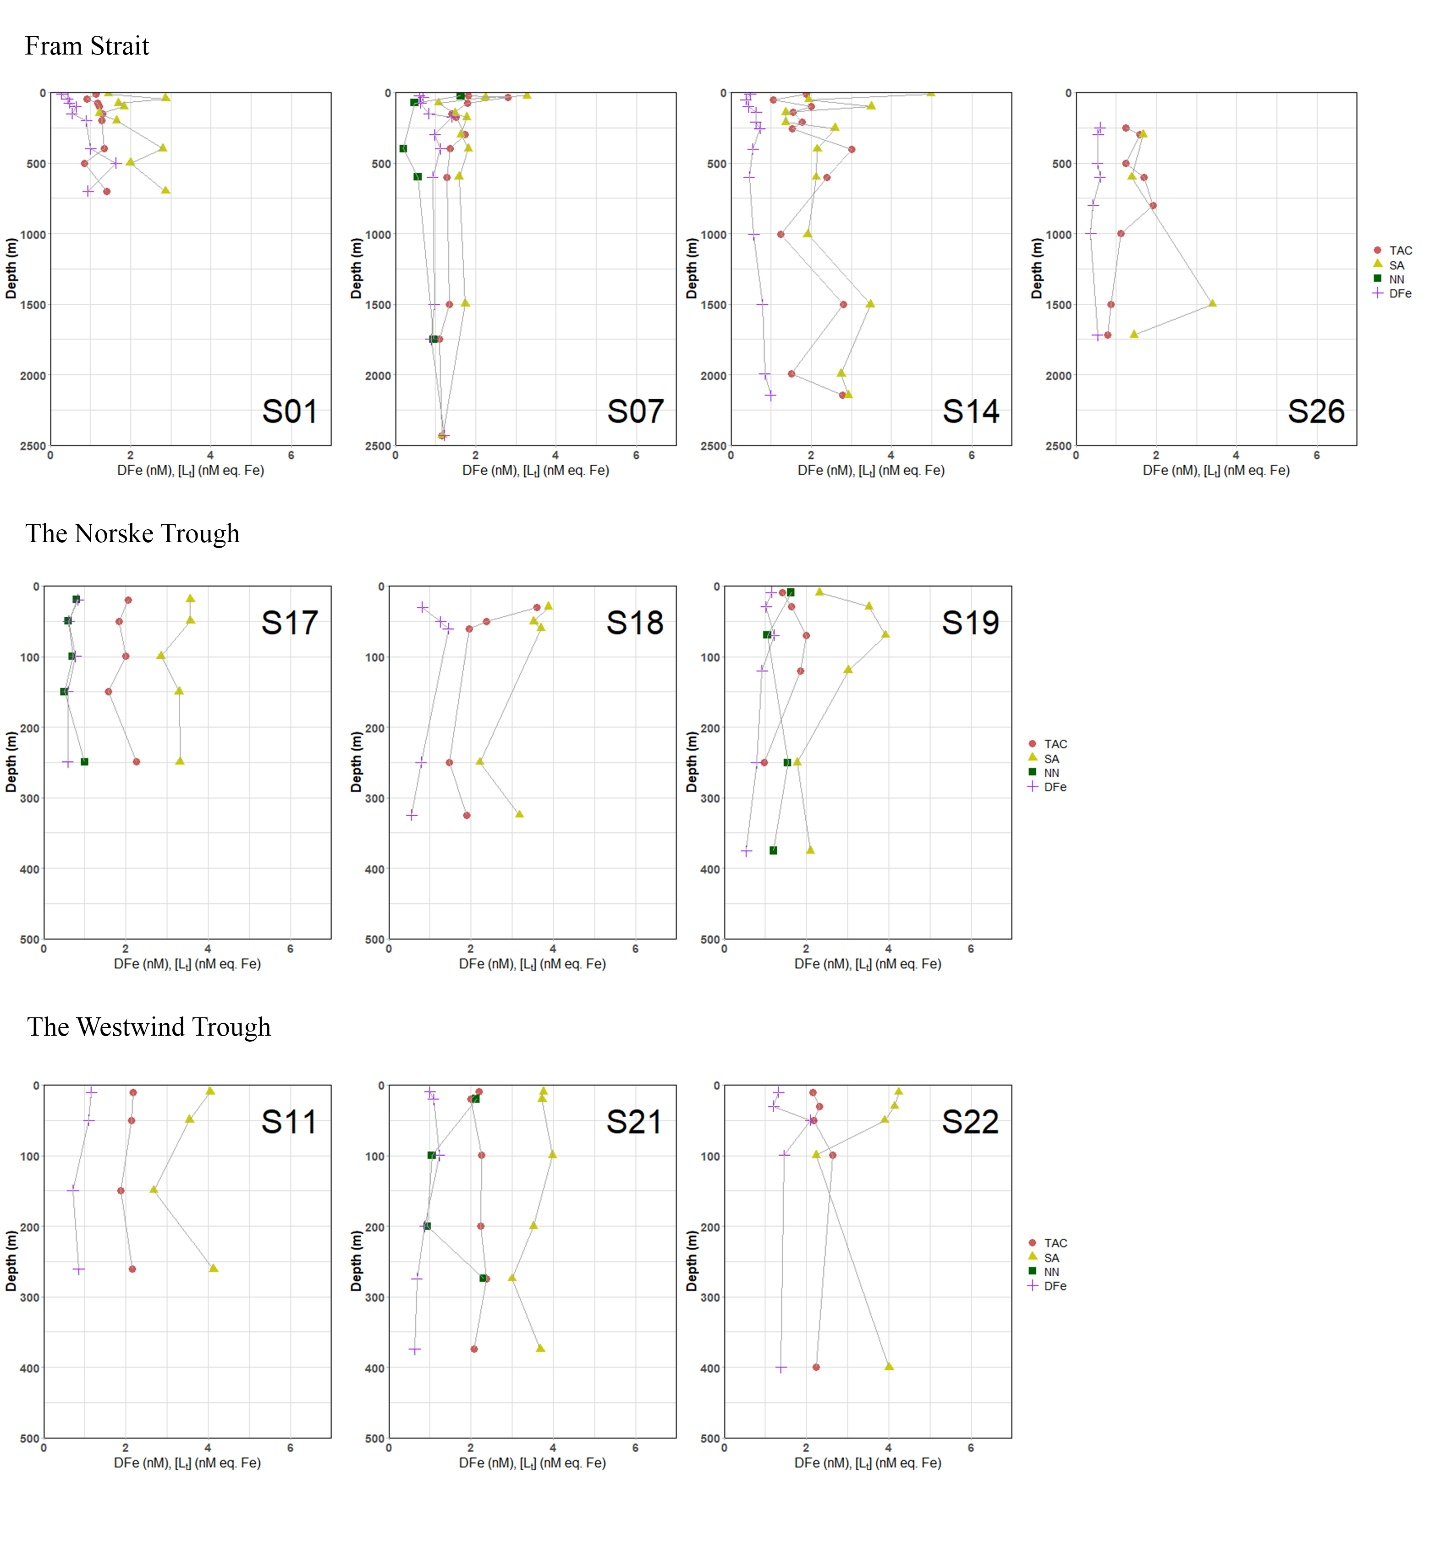 Fram Strait
0
500
1000
1500
2000
2500
Depth (m)
0 2 4 6
DFe (nM), [Lt] (nM eq. Fe)
S01
0
500
1000
1500
2000
2500
Depth (m)
0 2 4 6
DFe (nM), [Lt] (nM eq. Fe)
S07
0
500
1000
1500
2000
2500
Depth (m)
0 2 4 6
DFe (nM), [Lt] (nM eq. Fe)
S14
0
500
1000
1500
2000
2500
Depth (m)
0 2 4 6
DFe (nM), [Lt] (nM eq. Fe)
S26
TAC
SA
NN
DFe
The Norske Trough
0
100
200
300
400
500
Depth (m)
0 2 4 6
DFe (nM), [Lt] (nM eq. Fe)
S17
0
100
200
300
400
500
Depth (m)
0 2 4 6
DFe (nM), [Lt] (nM eq. Fe)
S18
0
100
200
300
400
500
Depth (m)
0 2 4 6
DFe (nM), [Lt] (nM eq. Fe)
S19
TAC
SA
NN
DFe
The Westwind Trough
0
100
200
300
400
500
Depth (m)
0 2 4 6
DFe (nM), [Lt] (nM eq. Fe)
S11
0
100
200
300
400
500
Depth (m)
0 2 4 6
DFe (nM), [Lt] (nM eq. Fe)
S21
0
100
200
300
400
500
Depth (m)
0 2 4 6
DFe (nM), [Lt] (nM eq. Fe)
S22
TAC
SA
NN
DFe